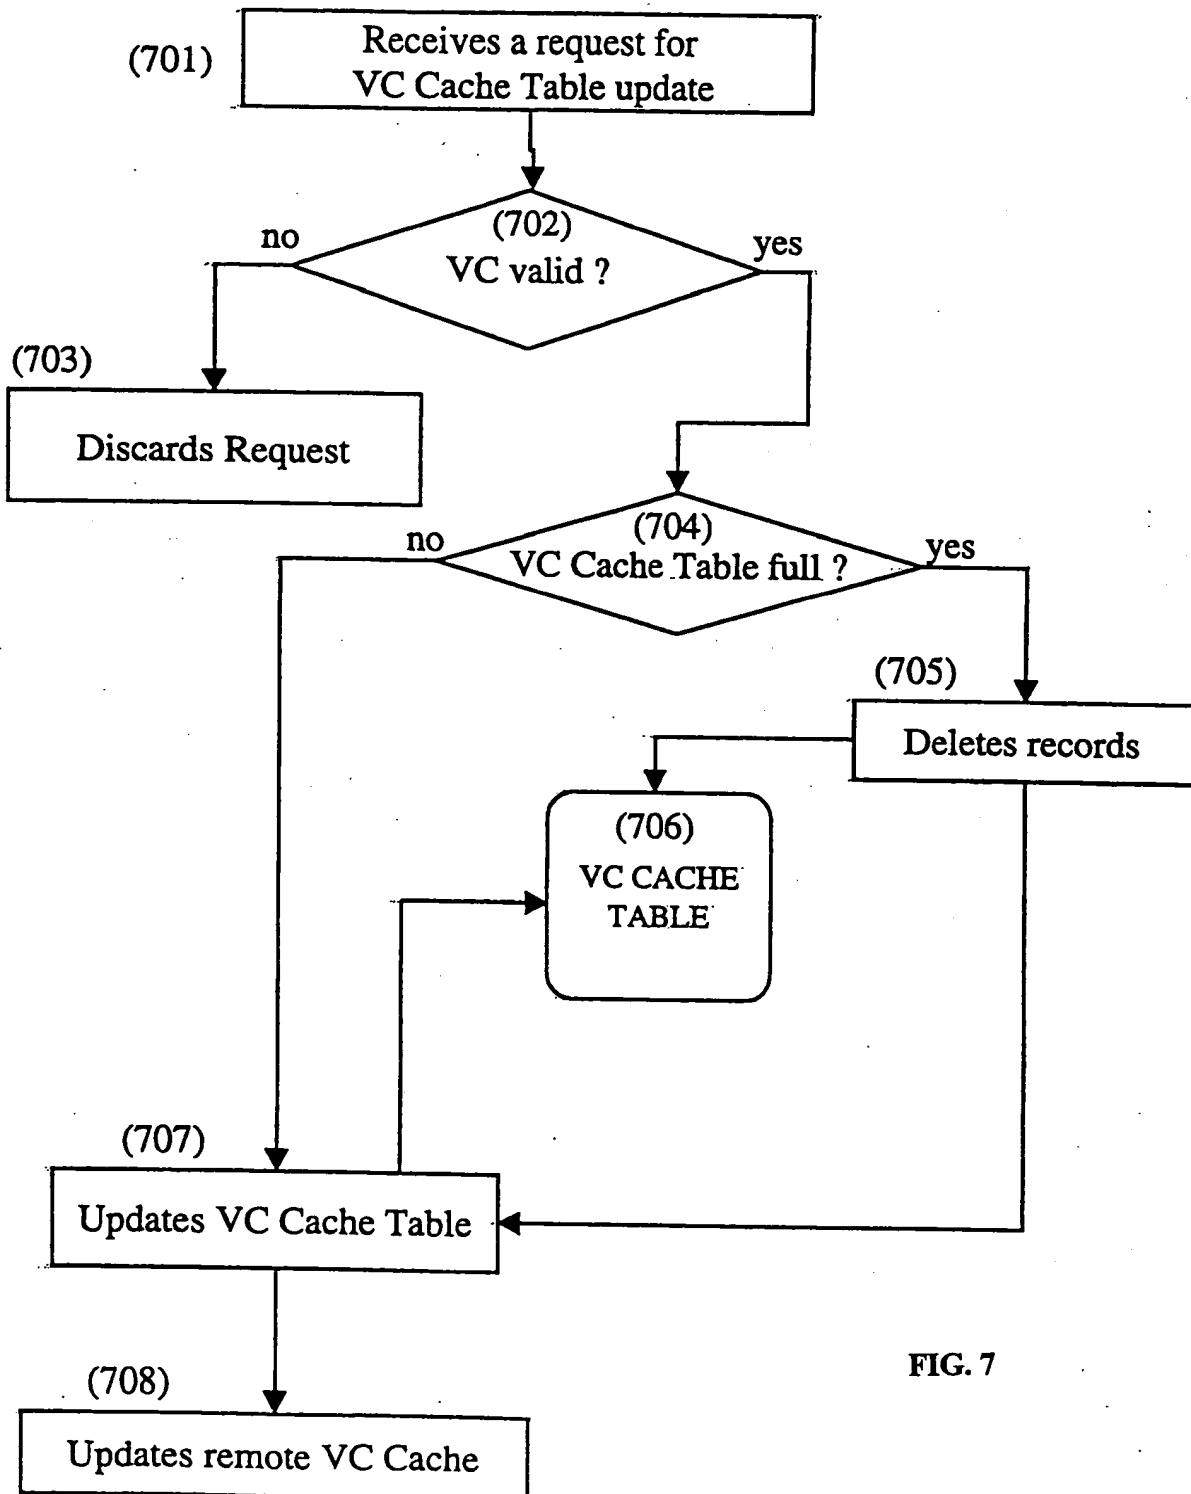 (701)
Receives a request for
VC Cache Table update
(702)
no
yes
VC valid ?
(703)
Discards Request
(704)
no
yes
VC Cache Table full ?
(705)
Deletes records
(706)
VC CACHE
TABLE
(707)
Updates VC Cache Table
FIG. 7
(708)
Updates remote VC Cache